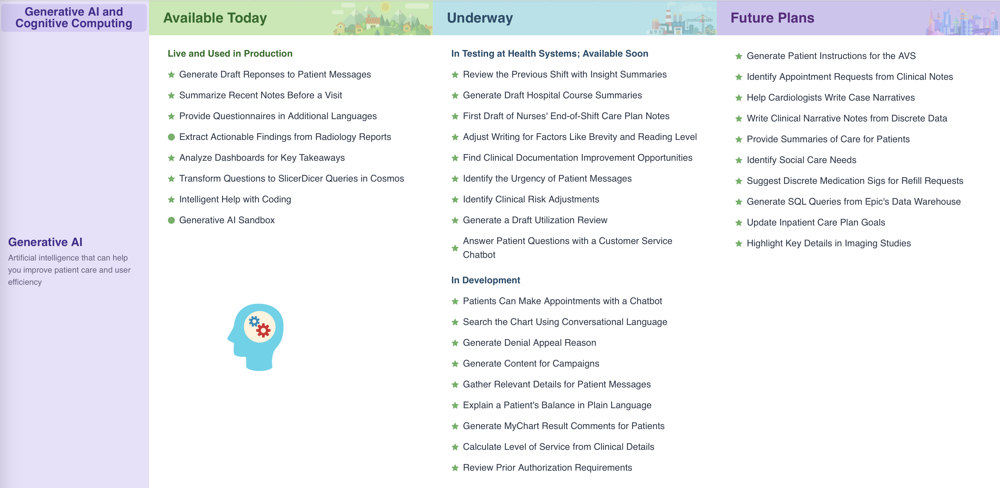 Generative AI and
Cognitive Computing
Generative AI
Artificial intelligence that can help
you improve patient care and user
efficiency
Available Today
Live and Used in Production
Generate Draft Reponses to Patient Messages
Summarize Recent Notes Before a Visit
Provide Questionnaires in Additional Languages
Extract Actionable Findings from Radiology Reports
Analyze Dashboards for Key Takeaways
Transform Questions to SlicerDicer Queries in Cosmos
Intelligent Help with Coding
Generative AI Sandbox
Underway
In Testing at Health Systems; Available Soon
Review the Previous Shift with Insight Summaries
Generate Draft Hospital Course Summaries
First Draft of Nurses' End-of-Shift Care Plan Notes
Adjust Writing for Factors Like Brevity and Reading Level
Find Clinical Documentation Improvement Opportunities
Identify the Urgency of Patient Messages
Identify Clinical Risk Adjustments
Generate a Draft Utilization Review
Answer Patient Questions with a Customer Service
Chatbot
In Development
Patients Can Make Appointments with a Chatbot
Search the Chart Using Conversational Language
Generate Denial Appeal Reason
Generate Content for Campaigns
Gather Relevant Details for Patient Messages
Explain a Patient's Balance in Plain Language
Generate MyChart Result Comments for Patients
Calculate Level of Service from Clinical Details
Review Prior Authorization Requirements
Future Plans
Generate Patient Instructions for the AVS
Identify Appointment Requests from Clinical Notes
Help Cardiologists Write Case Narratives
Write Clinical Narrative Notes from Discrete Data
Provide Summaries of Care for Patients
Identify Social Care Needs
Suggest Discrete Medication Sigs for Refill Requests
Generate SQL Queries from Epic's Data Warehouse
Update Inpatient Care Plan Goals
Highlight Key Details in Imaging Studies